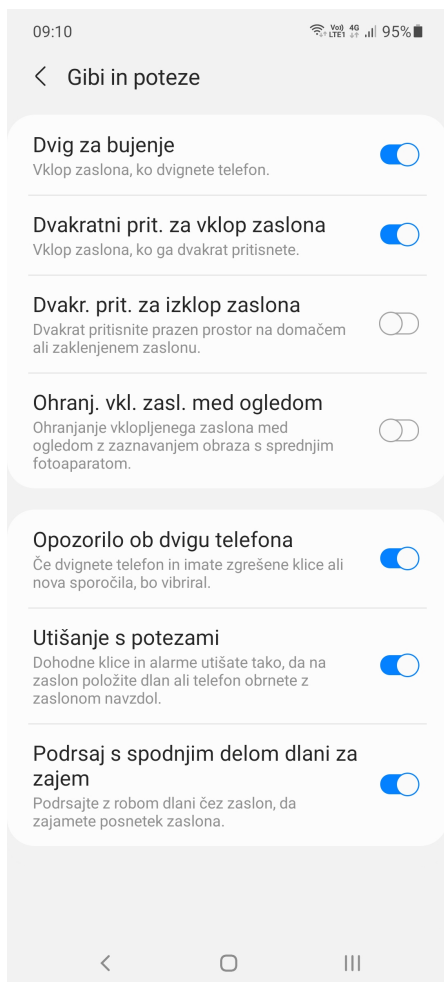 09:10 Vo)) LTE1 4G 95%
Gibi in poteze
Dvig za bujenje
Vklop zaslona, ko dvignete telefon.
Dvakratni prit. za vklop zaslona
Vklop zaslona, ko ga dvakrat pritisnete.
Dvakr. prit. za izklop zaslona
Dvakrat pritisnite prazen prostor na domačem
ali zaklenjenem zaslonu.
Ohranj. vkl. zasl. med ogledom
Ohranjanje vklopljenega zaslona med
ogledom z zaznavanjem obraza s sprednjim
fotoaparatom.
Opozorilo ob dvigu telefona
Če dvignete telefon in imate zgrešene klice ali
nova sporočila, bo vibriral.
Utišanje s potezami
Dohodne klice in alarme utišate tako, da na
zaslon položite dlan ali telefon obrnete z
zaslonom navzdol.
Podrsaj s spodnjim delom dlani za
zajem
Podrsajte z robom dlani čez zaslon, da
zajamete posnetek zaslona.